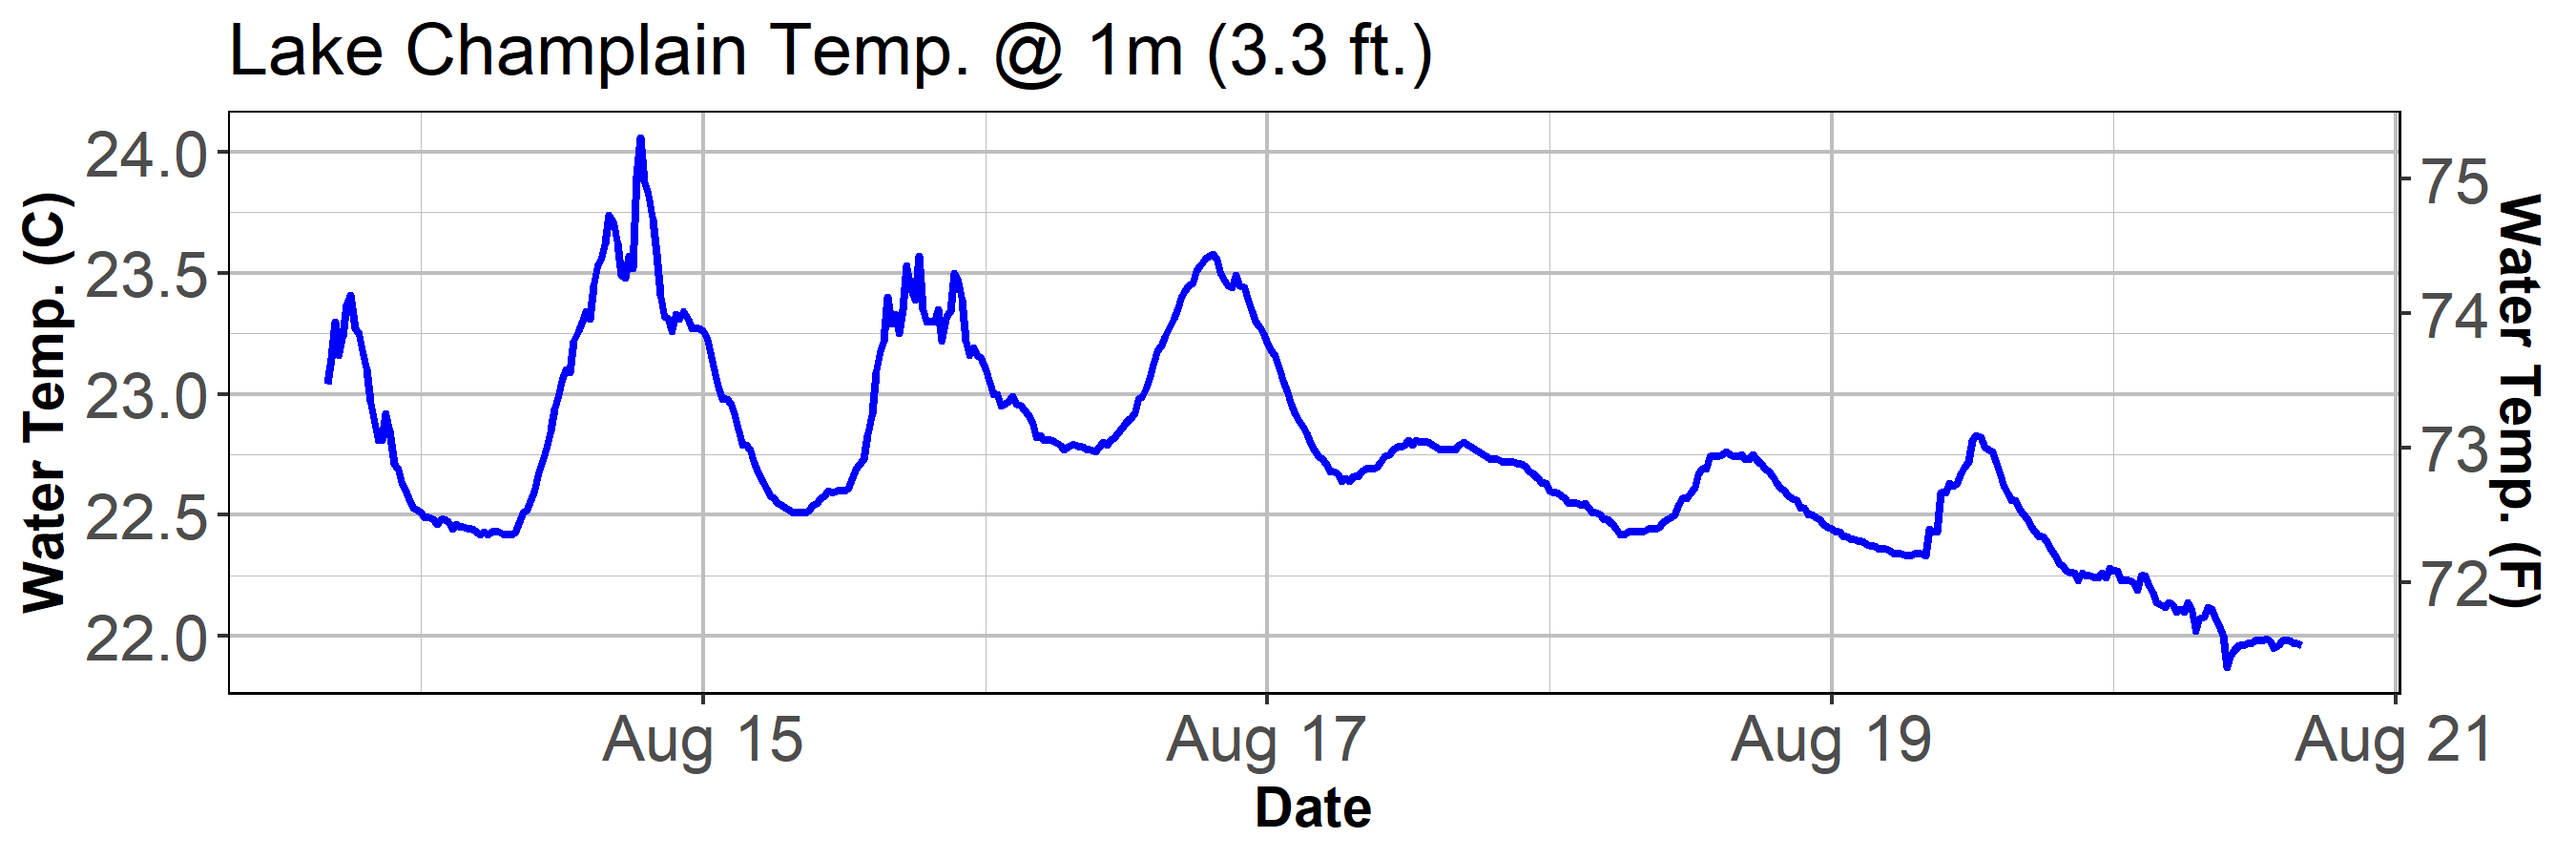 Lake Champlain Temp. @ 1m (3.3 ft.)
Water Temp. (C)
24.0
23.5
23.0
22.5
22.0
75
74
73
72
Water Temp. (F)
Aug 15 Aug 17 Aug 19 Aug 21
Date